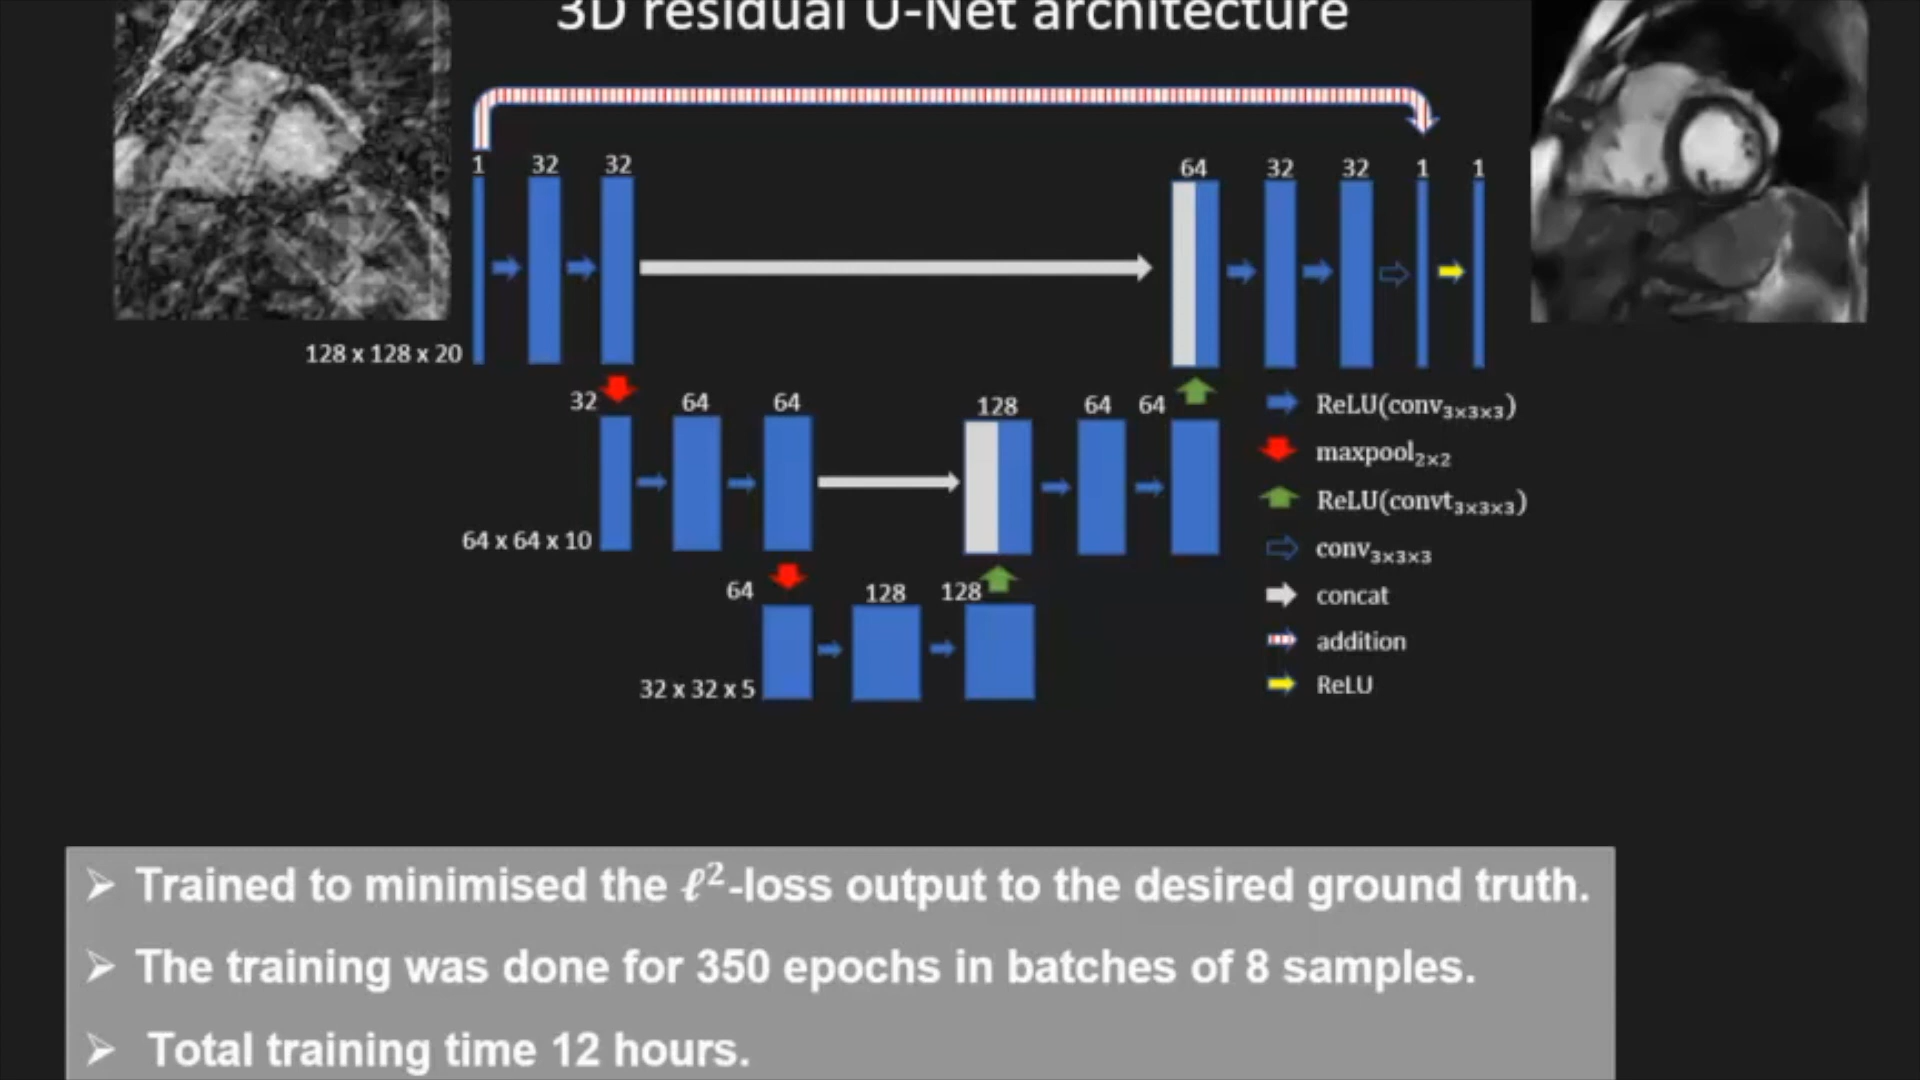 3D residual U-Net architecture
1 32 32 64 32 32 1 1
128 x 128 x 20
32 64 64 128 64 64
64 x 64 x 10
64 128 128
32 x 32 x 5
ReLU(conv₃ₓ₃ₓ₃)
maxpool₂ₓ₂
ReLU(convt₃ₓ₃ₓ₃)
conv₃ₓ₃ₓ₃
concat
addition
ReLU
➢ Trained to minimised the ℓ²-loss output to the desired ground truth.
➢ The training was done for 350 epochs in batches of 8 samples.
➢ Total training time 12 hours.